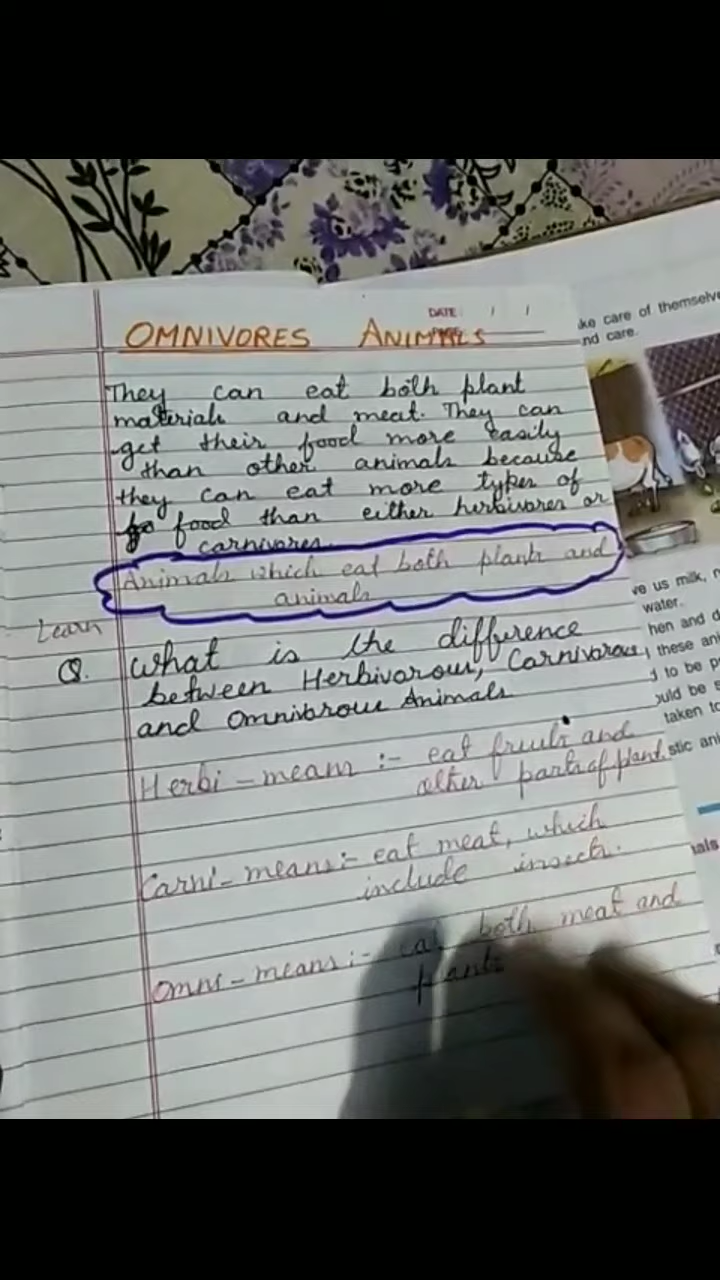 DATE: / /
OMNIVORES ANIMALS
They can eat both plant
materials and meat. They can
get their food more easily
than other animals because
they can eat more types of
food than either herbivores or
carnivores.
Animals which eat both plants and
animals
Learn
Q. What is the difference
between Herbivorous, Carnivorous
and Omnivorous Animals
Herbi - means :- eat fruits and
other parts of plant.
Carni - means :- eat meat, which
include insects.
Omni - means :- eat both meat and
plants
ke care of themselve
nd care.
ve us milk,
water.
hen and d
these ani
d to be p
ould be s
taken to
stic ani
als